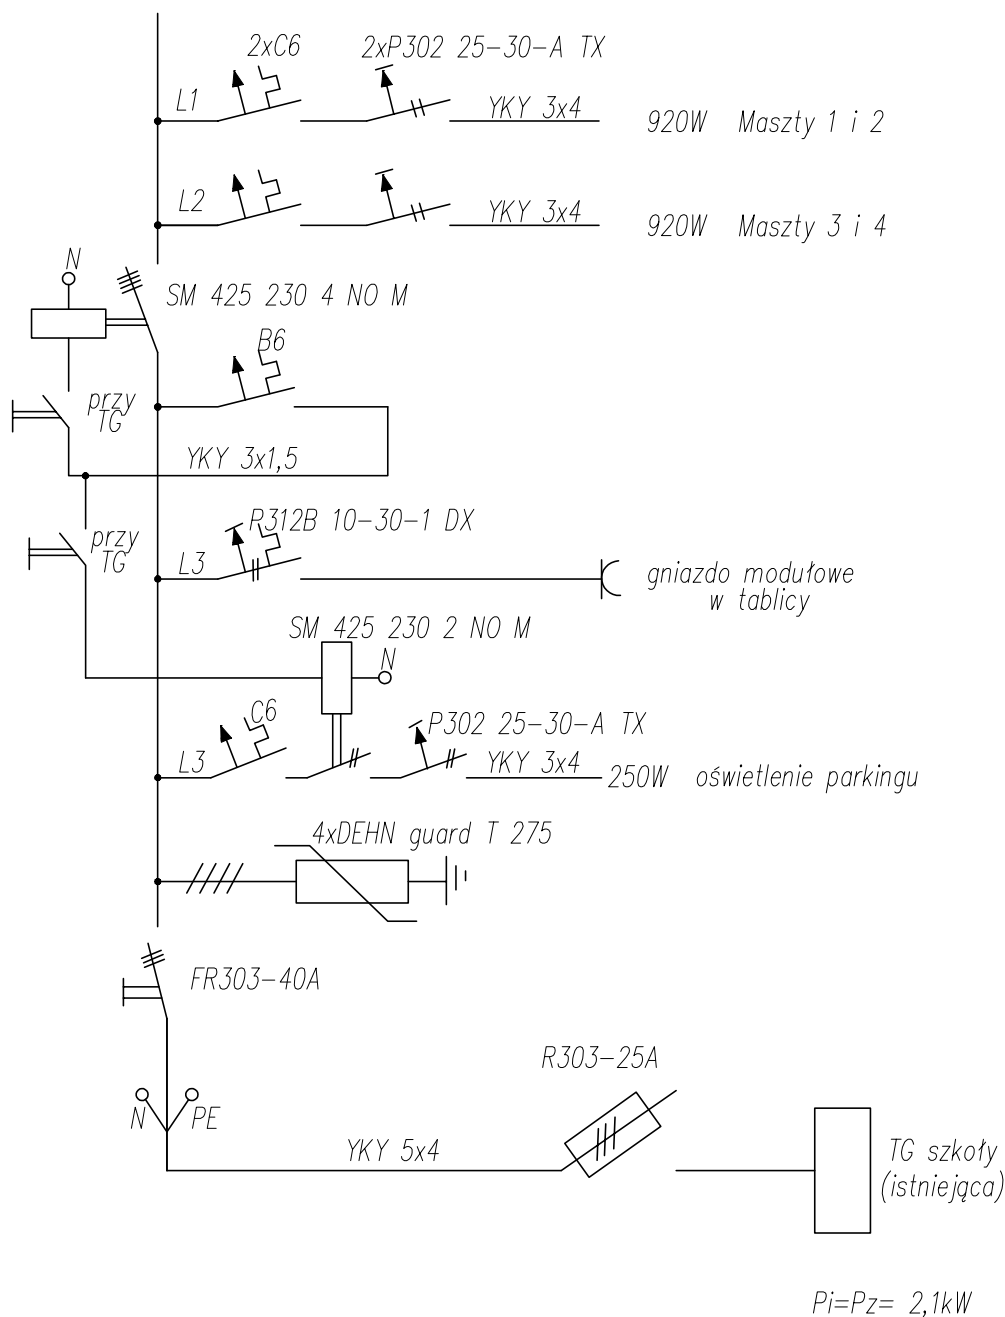 2xC6
2xP302 25-30-A TX
L1
YKY 3x4
920W Maszty 1 i 2
L2
YKY 3x4
920W Maszty 3 i 4
N
SM 425 230 4 NO M
B6
przy
TG
YKY 3x1,5
P312B 10-30-1 DX
przy
TG
L3
gniazdo modułowe
w tablicy
SM 425 230 2 NO M
N
C6
P302 25-30-A TX
L3
YKY 3x4
250W oświetlenie parkingu
4xDEHN guard T 275
FR303-40A
R303-25A
N
PE
YKY 5x4
TG szkoły
(istniejąca)
Pi=Pz= 2,1kW